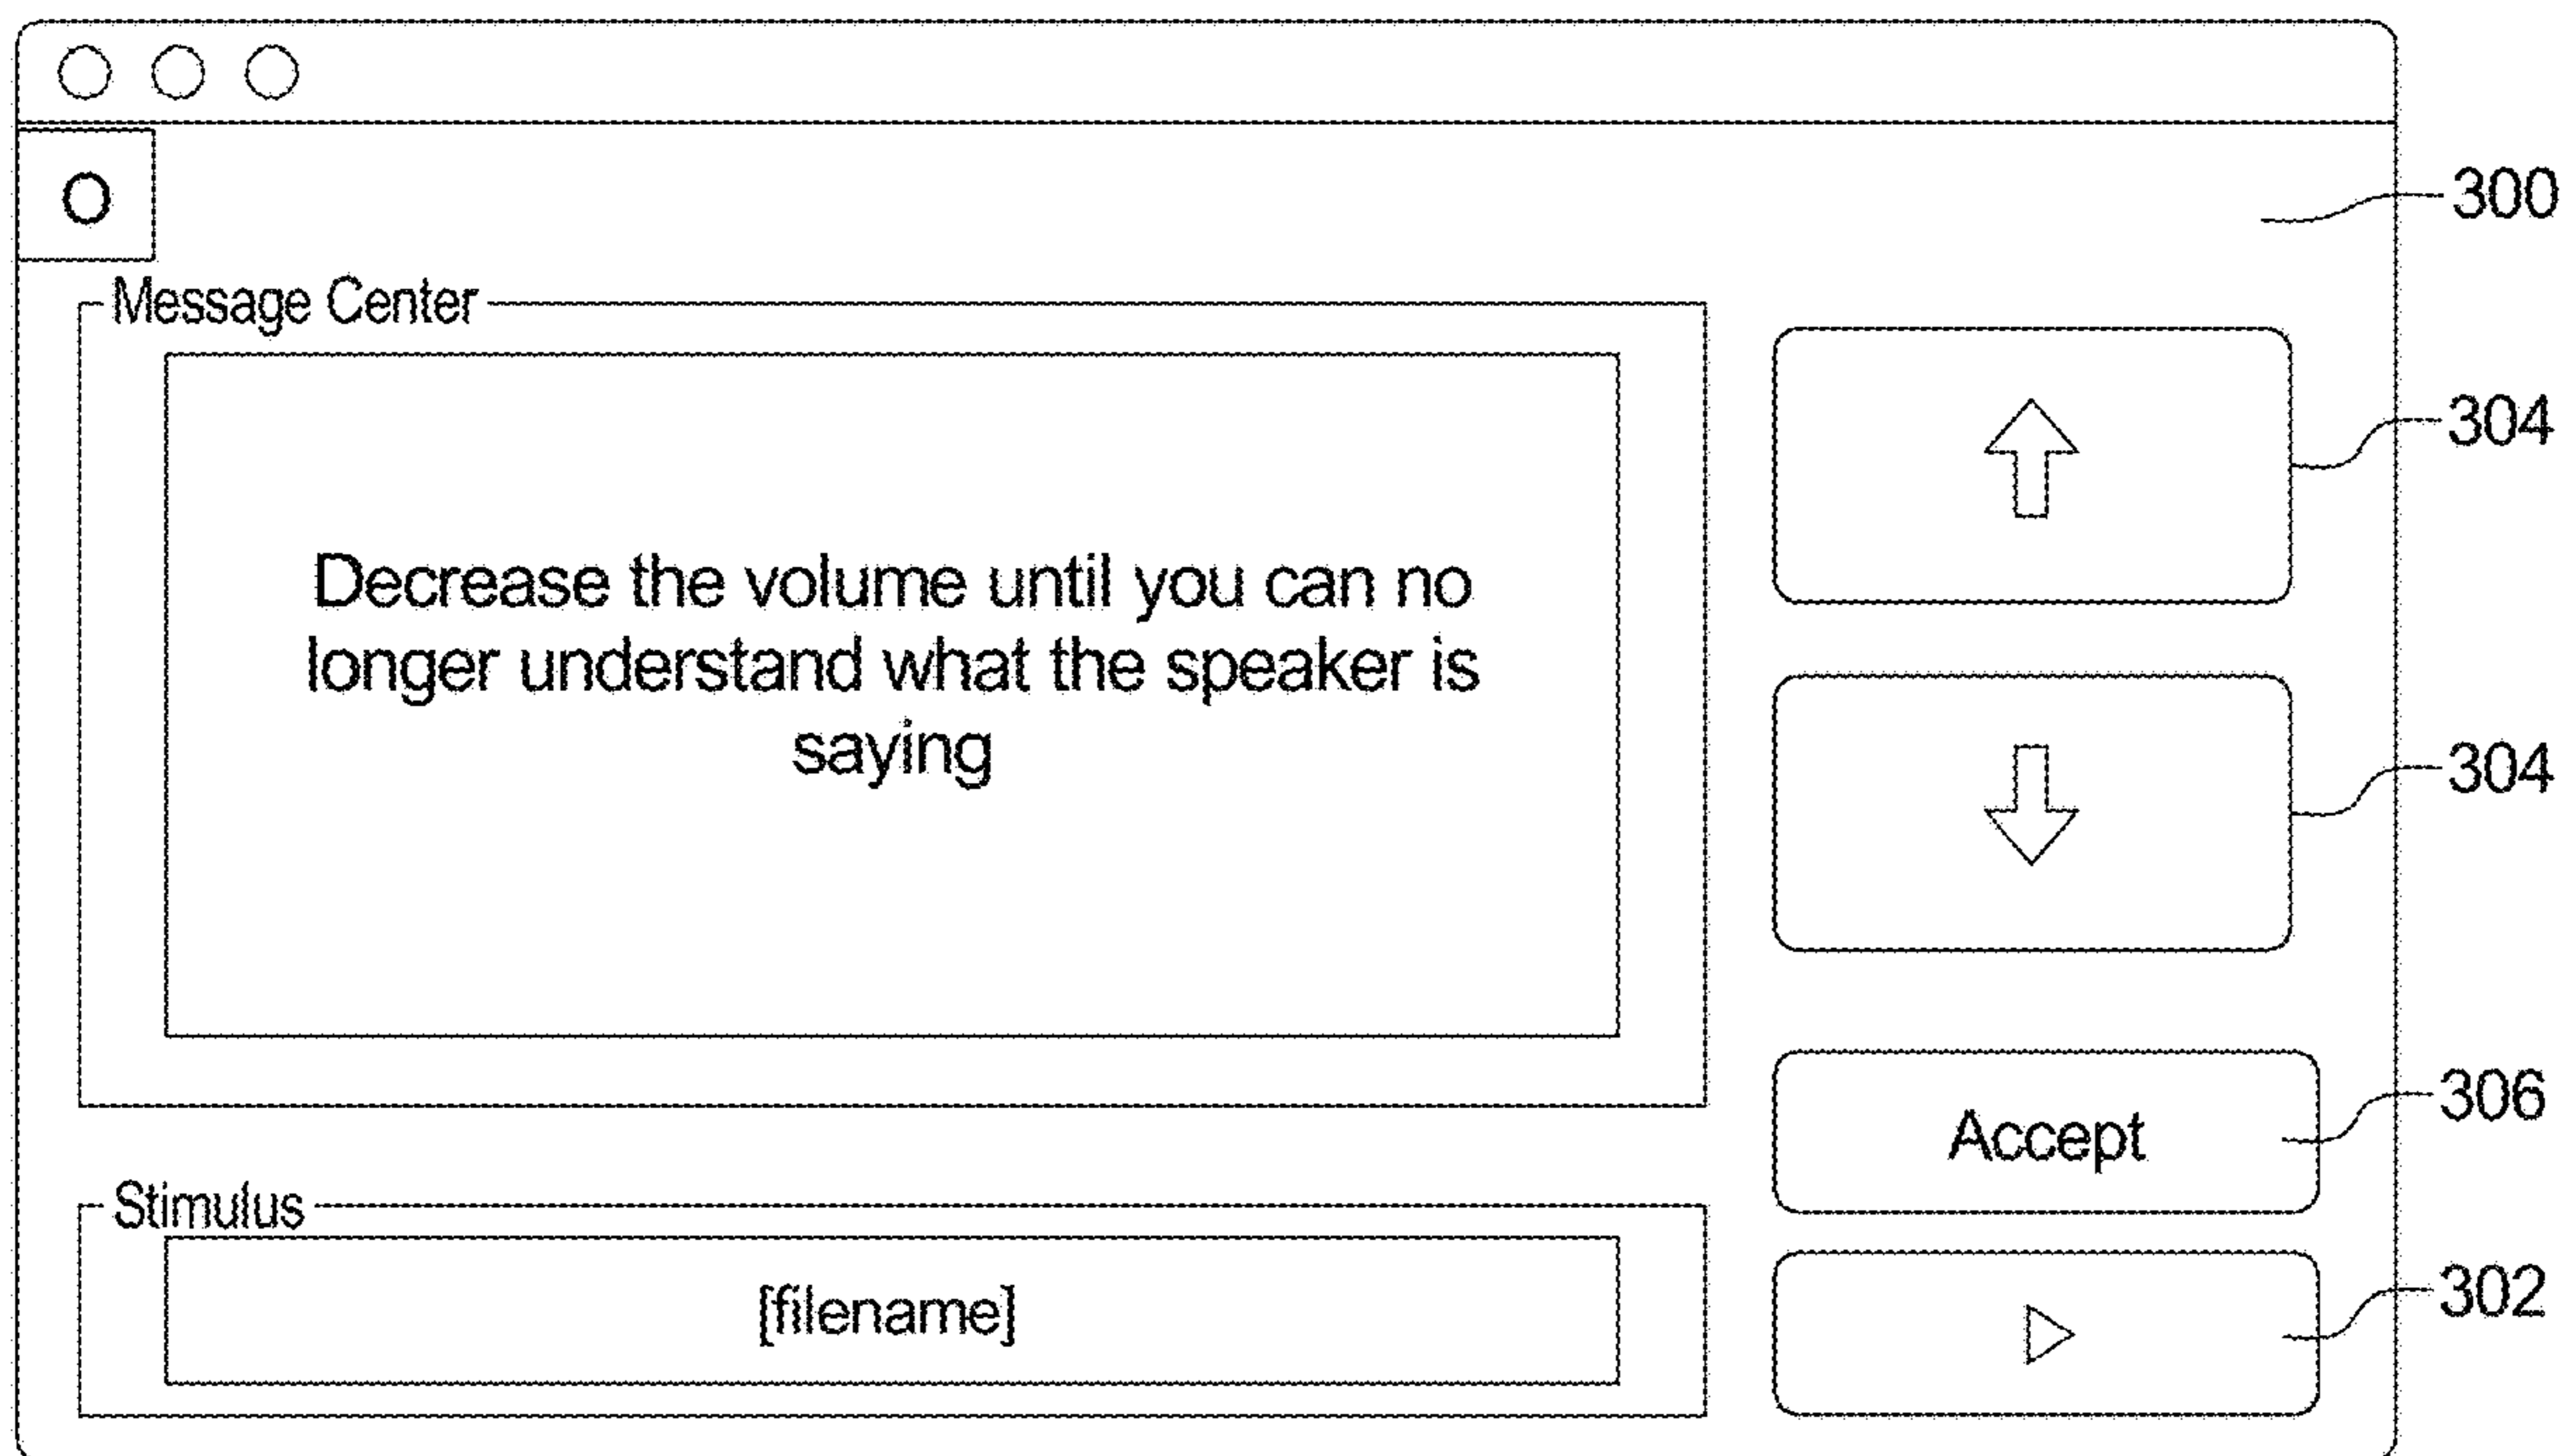 O
300
Message Center
304
Decrease the volume until you can no
longer understand what the speaker is
saying
304
Accept
306
Stimulus
[filename]
302